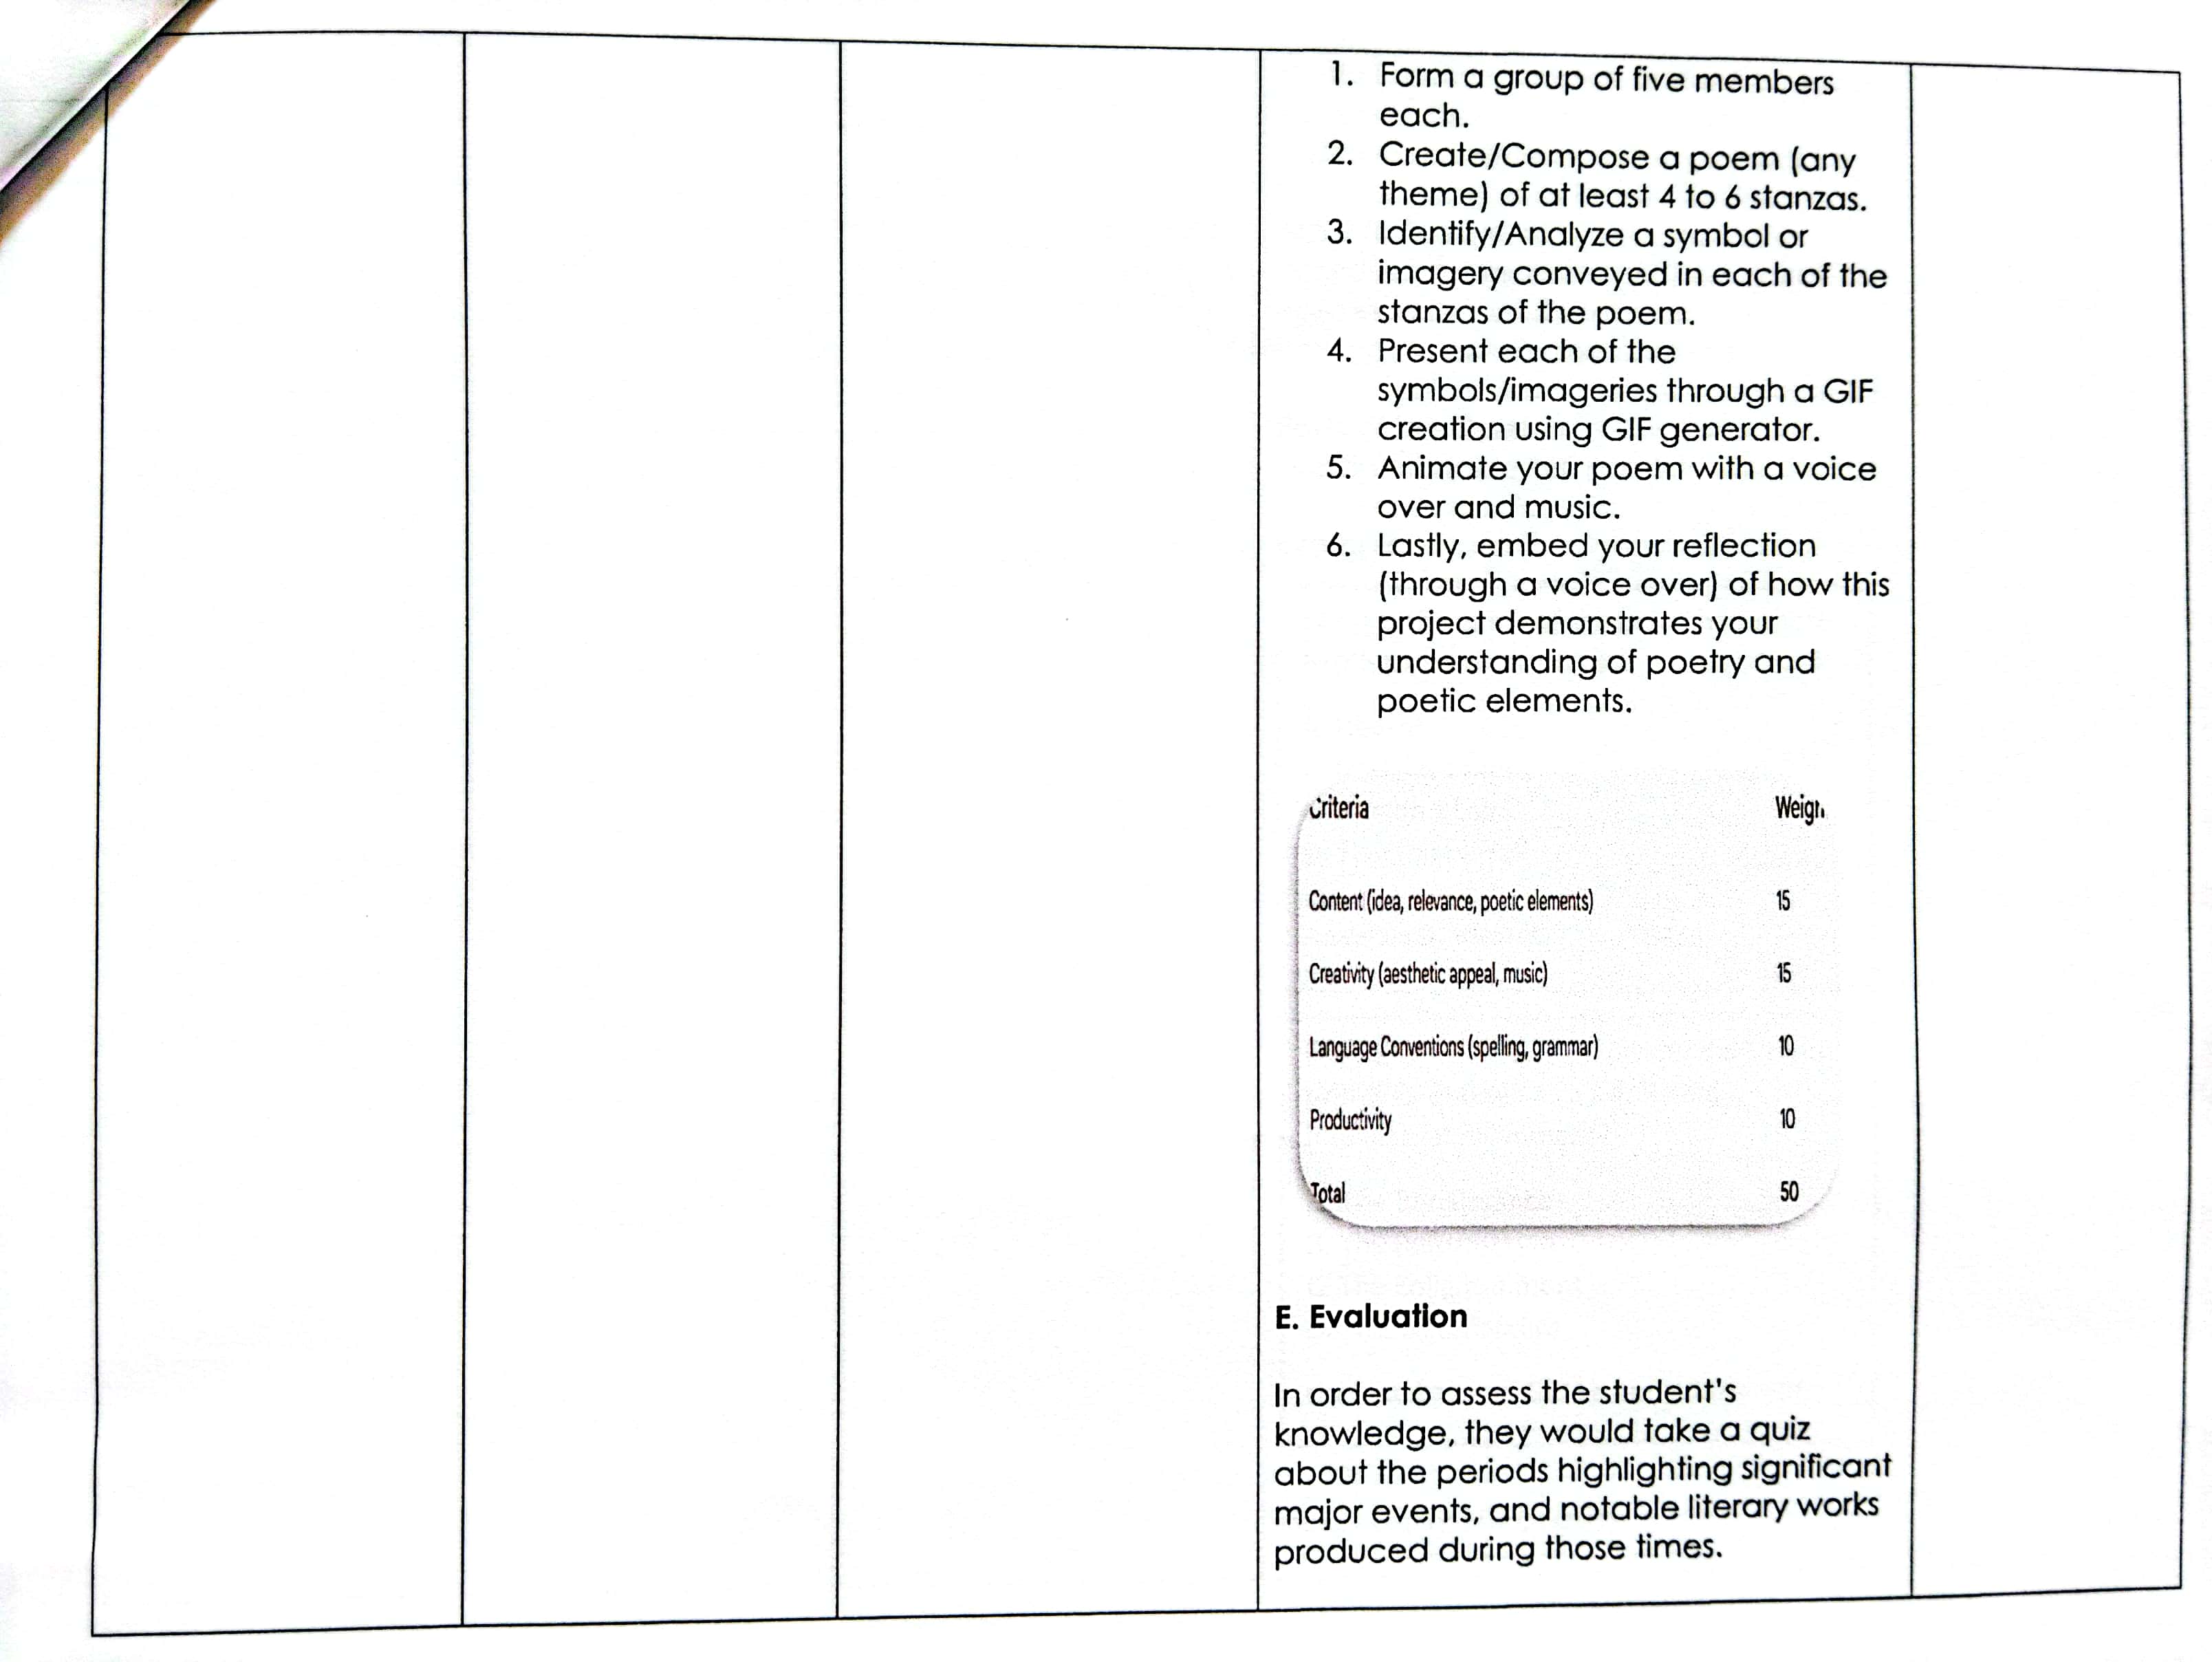 1. Form a group of five members
each.
2. Create/Compose a poem (any
theme) of at least 4 to 6 stanzas.
3. Identify/Analyze a symbol or
imagery conveyed in each of the
stanzas of the poem.
4. Present each of the
symbols/imageries through a GIF
creation using GIF generator.
5. Animate your poem with a voice
over and music.
6. Lastly, embed your reflection
(through a voice over) of how this
project demonstrates your
understanding of poetry and
poetic elements.
Criteria Weigh
Content (idea, relevance, poetic elements) 15
Creativity (aesthetic appeal, music) 15
Language Conventions (spelling, grammar) 10
Productivity 10
Total 50
E. Evaluation
In order to assess the student's
knowledge, they would take a quiz
about the periods highlighting significant
major events, and notable literary works
produced during those times.